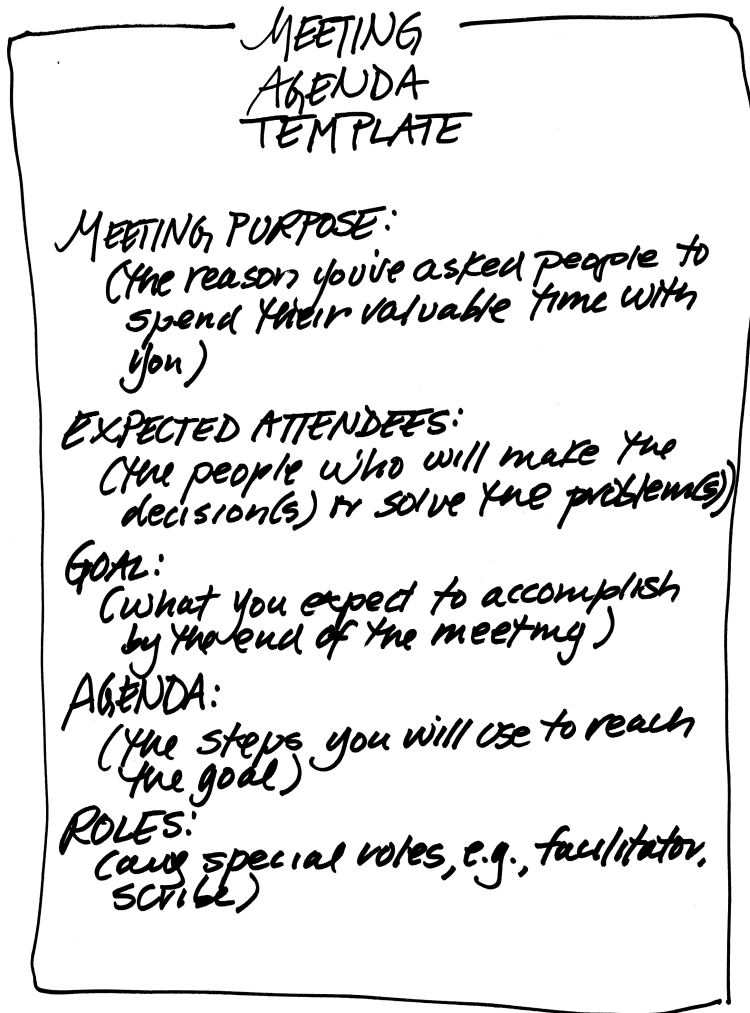 MEETING
AGENDA
TEMPLATE
MEETING PURPOSE:
(the reason you've asked people to
spend their valuable time with
you)
EXPECTED ATTENDEES:
(the people who will make the
decision(s) or solve the problem(s))
GOAL:
(what you expect to accomplish
by the end of the meeting)
AGENDA:
(the steps you will use to reach
the goal)
ROLES:
(any special roles, e.g., facilitator,
scribe)